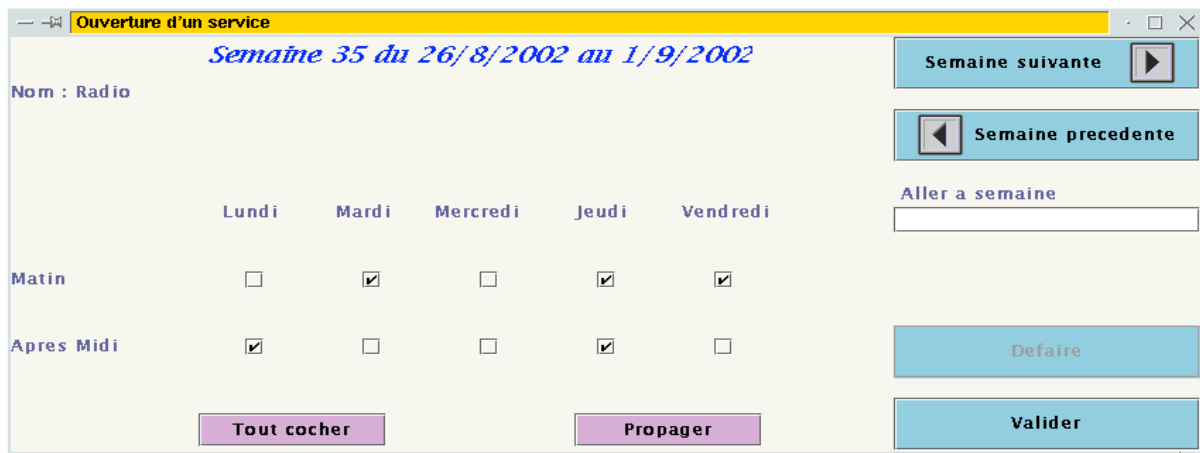 Ouverture d'un service
Semaine 35 du 26/8/2002 au 1/9/2002
Semaine suivante
Nom : Radio
Semaine precedente
Aller a semaine
Lundi Mardi Mercredi Jeudi Vendredi
Matin
Apres Midi
Defaire
Tout cocher Propager
Valider